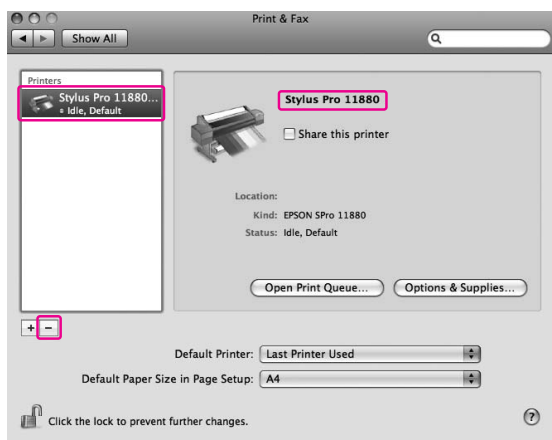 Print & Fax
Show All
Printers
Stylus Pro 11880...
Idle, Default
Stylus Pro 11880
Share this printer
Location:
Kind: EPSON SPro 11880
Status: Idle, Default
Open Print Queue...
Options & Supplies...
+ −
Default Printer: Last Printer Used
Default Paper Size in Page Setup: A4
Click the lock to prevent further changes.
?